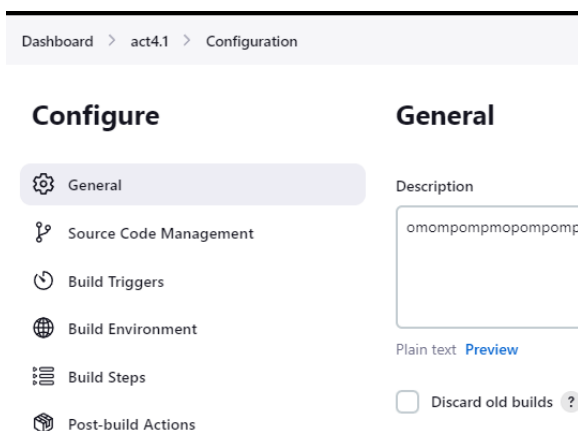 Dashboard > act4.1 > Configuration
Configure
General
Source Code Management
Build Triggers
Build Environment
Build Steps
Post-build Actions
General
Description
omompompmopompomp
Plain text Preview
Discard old builds ?